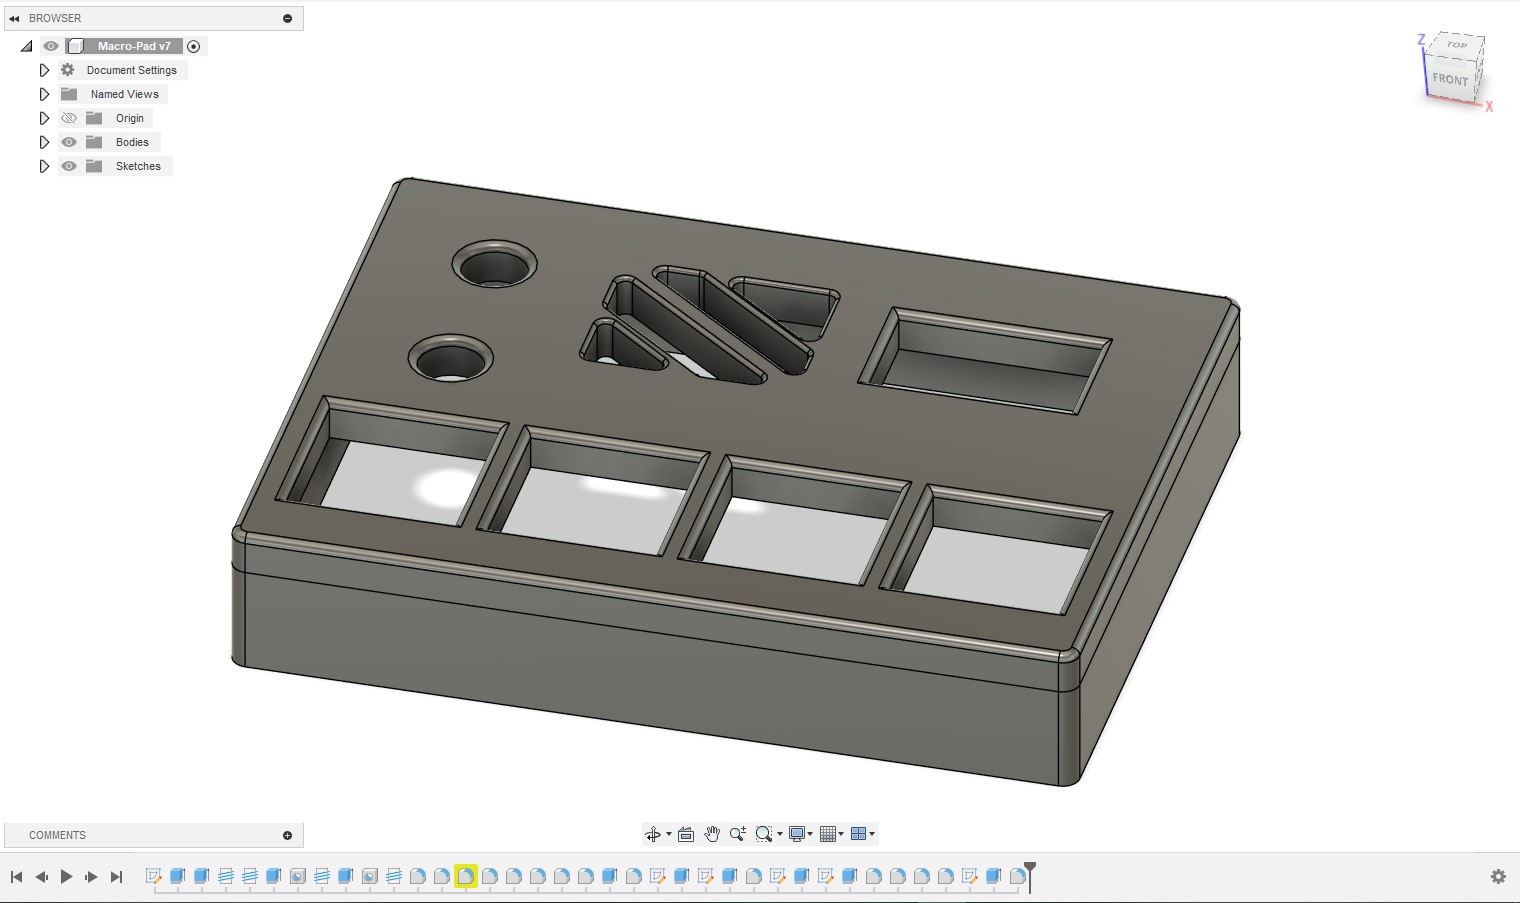 BROWSER
Macro-Pad v7
Document Settings
Named Views
Origin
Bodies
Sketches
Z
TOP
FRONT
X
COMMENTS